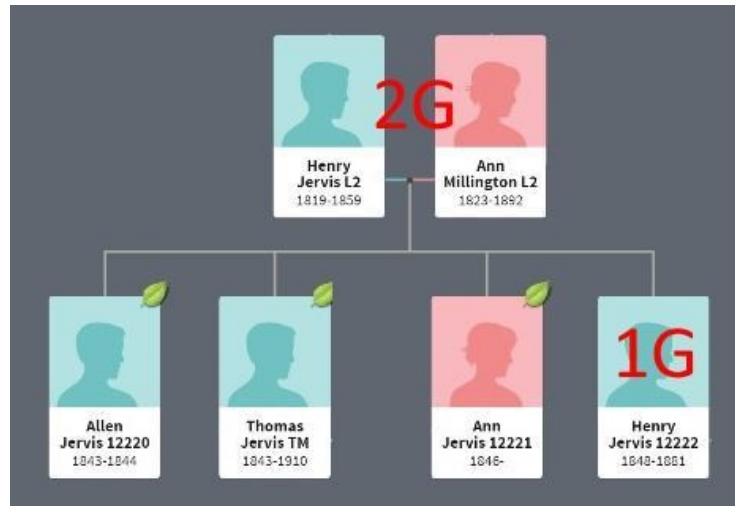 2G
Henry
Jervis L2
1819-1859
Ann
Millington L2
1823-1892
1G
Allen
Jervis 12220
1843-1844
Thomas
Jervis TM
1843-1910
Ann
Jervis 12221
1846-
Henry
Jervis 12222
1848-1881